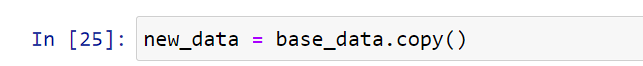 In [25]: new_data = base_data.copy()